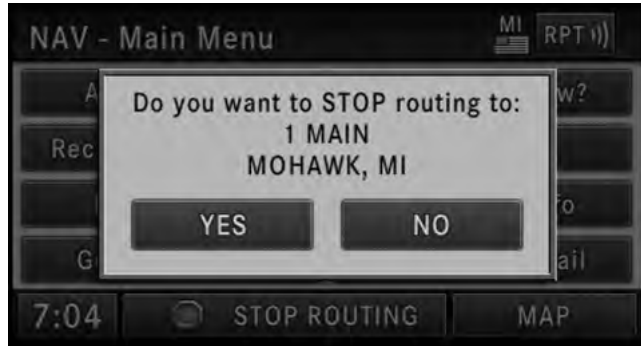 NAV - Main Menu
MI
RPT
Do you want to STOP routing to:
1 MAIN
MOHAWK, MI
YES
NO
7:04
STOP ROUTING
MAP